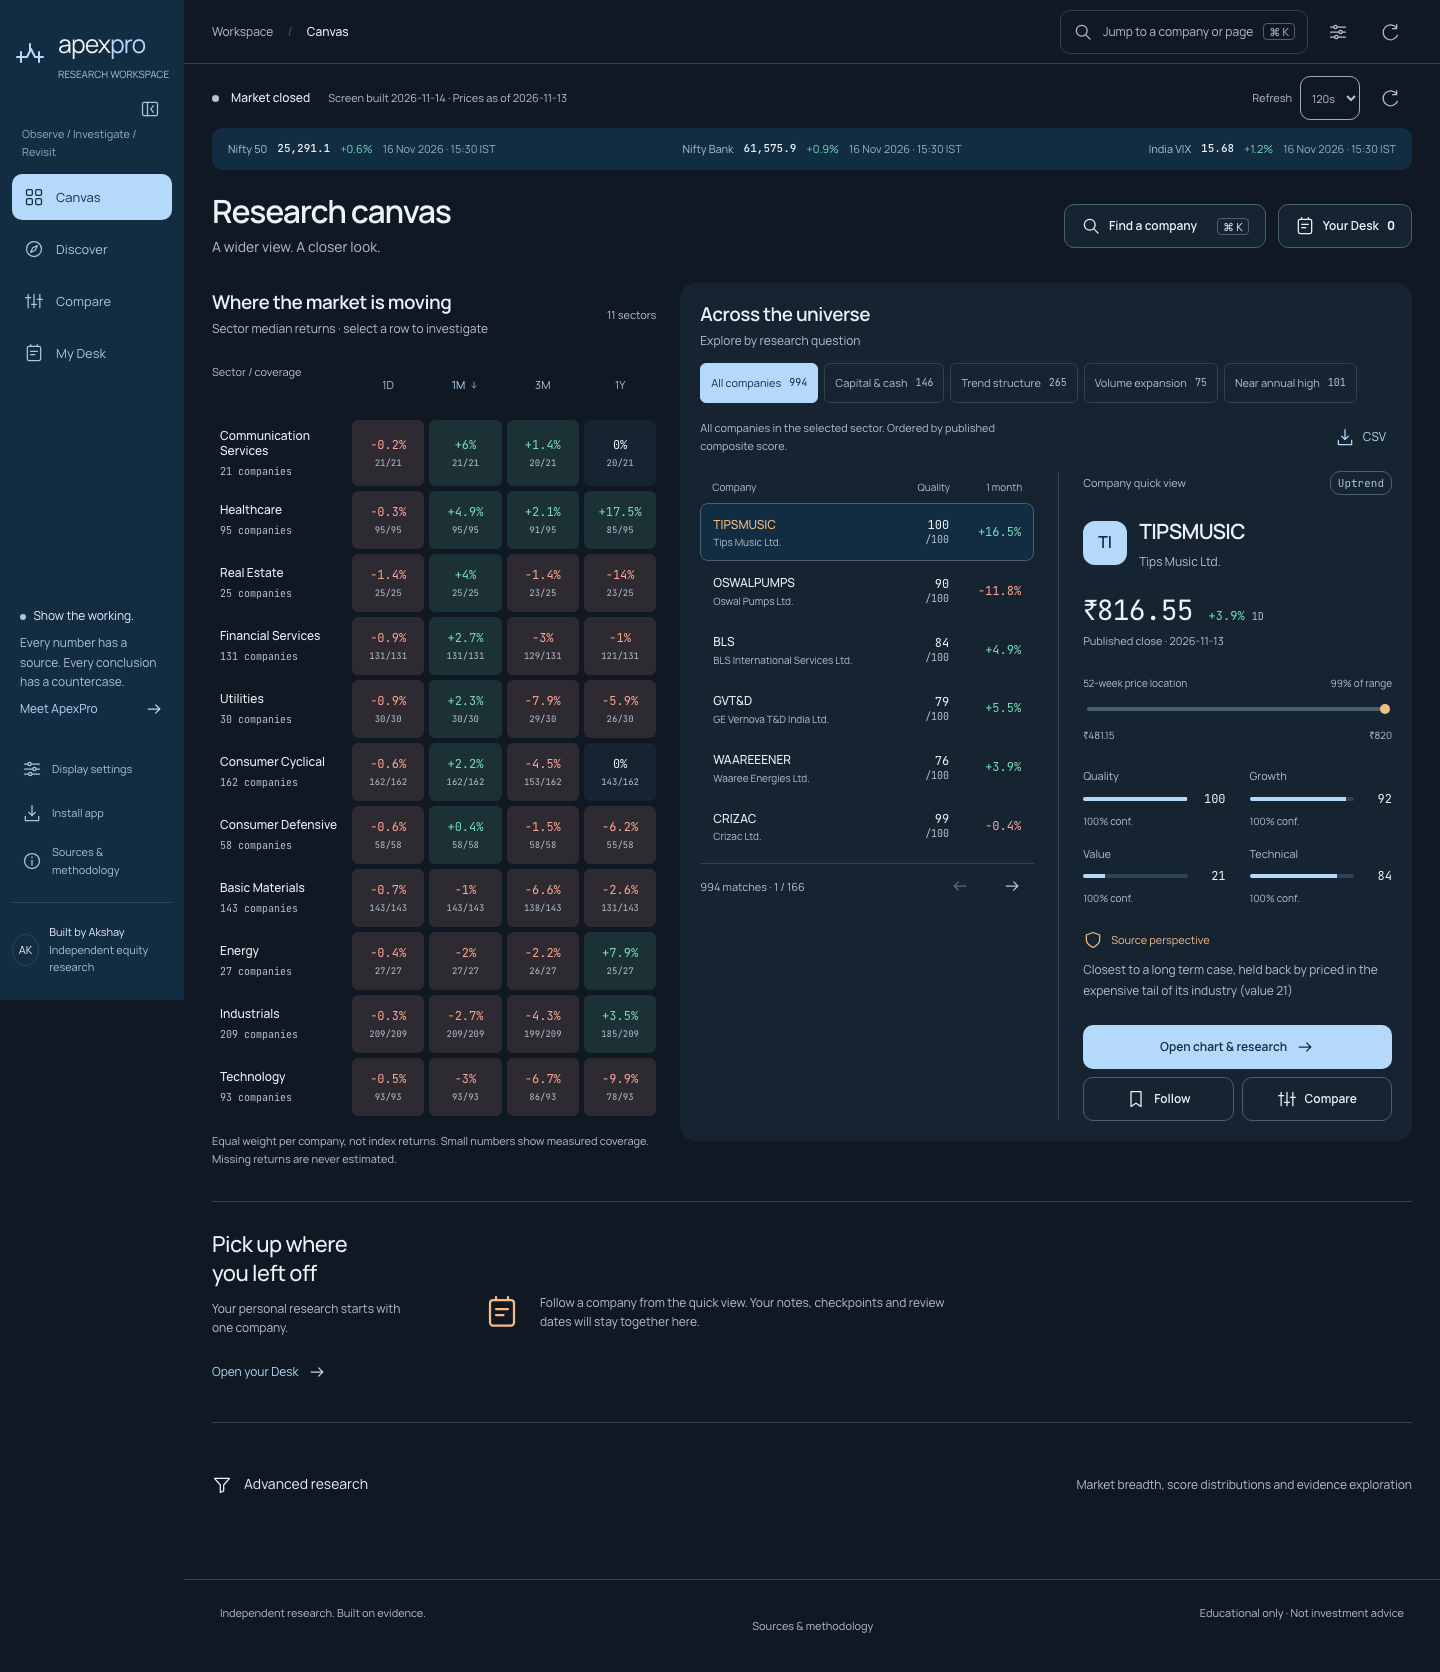 apexpro
RESEARCH WORKSPACE
Observe / Investigate /
Revisit
Canvas
Discover
Compare
My Desk
Show the working.
Every number has a
source. Every conclusion
has a countercase.
Meet ApexPro
Display settings
Install app
Sources &
methodology
AK
Built by Akshay
Independent equity
research
Workspace / Canvas
Jump to a company or page ⌘ K
Market closed Screen built 2026-11-14 · Prices as of 2026-11-13
Refresh 120s
Nifty 50 25,291.1 +0.6% 16 Nov 2026 · 15:30 IST
Nifty Bank 61,575.9 +0.9% 16 Nov 2026 · 15:30 IST
India VIX 15.68 +1.2% 16 Nov 2026 · 15:30 IST
Research canvas
A wider view. A closer look.
Find a company ⌘ K
Your Desk 0
Where the market is moving
Sector median returns · select a row to investigate
11 sectors
Sector / coverage
1D 1M ↓ 3M 1Y
Communication
Services
21 companies
-0.2% +6% +1.4% 0%
21/21 21/21 20/21 20/21
Healthcare
95 companies
-0.3% +4.9% +2.1% +17.5%
95/95 95/95 91/95 85/95
Real Estate
25 companies
-1.4% +4% -1.4% -14%
25/25 25/25 23/25 23/25
Financial Services
131 companies
-0.9% +2.7% -3% -1%
131/131 131/131 129/131 121/131
Utilities
30 companies
-0.9% +2.3% -7.9% -5.9%
30/30 30/30 29/30 26/30
Consumer Cyclical
162 companies
-0.6% +2.2% -4.5% 0%
162/162 162/162 153/162 143/162
Consumer Defensive
58 companies
-0.6% +0.4% -1.5% -6.2%
58/58 58/58 58/58 55/58
Basic Materials
143 companies
-0.7% -1% -6.6% -2.6%
143/143 143/143 138/143 131/143
Energy
27 companies
-0.4% -2% -2.2% +7.9%
27/27 27/27 26/27 25/27
Industrials
209 companies
-0.3% -2.7% -4.3% +3.5%
209/209 209/209 199/209 185/209
Technology
93 companies
-0.5% -3% -6.7% -9.9%
93/93 93/93 86/93 78/93
Equal weight per company, not index returns. Small numbers show measured coverage.
Missing returns are never estimated.
Across the universe
Explore by research question
All companies 994
Capital & cash 146
Trend structure 265
Volume expansion 75
Near annual high 101
All companies in the selected sector. Ordered by published
composite score.
CSV
Company Quality 1 month
TIPSMUSIC 100 +16.5%
Tips Music Ltd. /100
OSWALPUMPS 90 -11.8%
Oswal Pumps Ltd. /100
BLS 84 +4.9%
BLS International Services Ltd. /100
GVT&D 79 +5.5%
GE Vernova T&D India Ltd. /100
WAAREEENER 76 +3.9%
Waaree Energies Ltd. /100
CRIZAC 99 -0.4%
Crizac Ltd. /100
994 matches · 1 / 166
Company quick view
Uptrend
TI
TIPSMUSIC
Tips Music Ltd.
₹816.55 +3.9% 1D
Published close · 2026-11-13
52-week price location 99% of range
₹481.15 ₹820
Quality 100
100% conf.
Growth 92
100% conf.
Value 21
100% conf.
Technical 84
100% conf.
Source perspective
Closest to a long term case, held back by priced in the
expensive tail of its industry (value 21)
Open chart & research
Follow
Compare
Pick up where
you left off
Your personal research starts with
one company.
Open your Desk
Follow a company from the quick view. Your notes, checkpoints and review
dates will stay together here.
Advanced research
Market breadth, score distributions and evidence exploration
Independent research. Built on evidence.
Sources & methodology
Educational only · Not investment advice